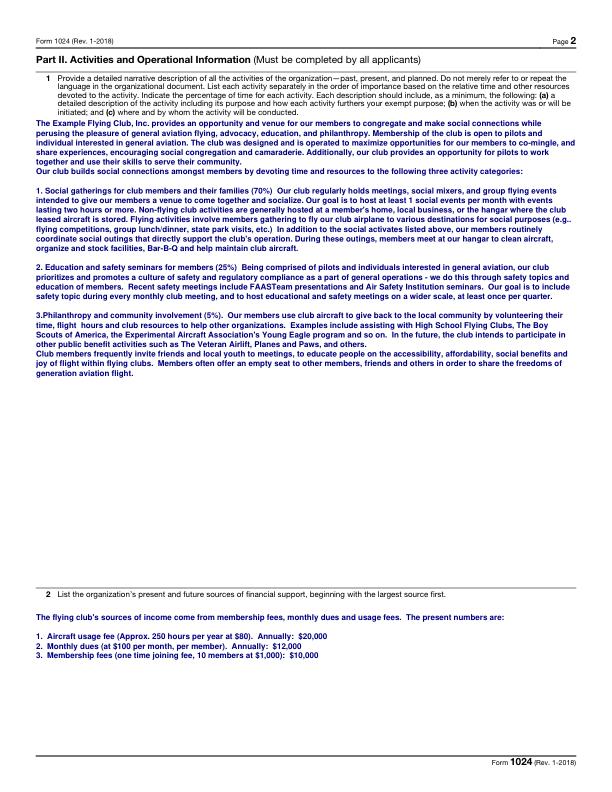 Form 1024 (Rev. 1-2018) Page 2
Part II. Activities and Operational Information (Must be completed by all applicants)
1 Provide a detailed narrative description of all the activities of the organization—past, present, and planned. Do not merely refer to or repeat the
language in the organizational document. List each activity separately in the order of importance based on the relative time and other resources
devoted to the activity. Indicate the percentage of time for each activity. Each description should include, as a minimum, the following: (a) a
detailed description of the activity including its purpose and how each activity furthers your exempt purpose; (b) when the activity was or will be
initiated; and (c) where and by whom the activity will be conducted.
The Example Flying Club, Inc. provides an opportunity and venue for our members to congregate and make social connections while
perusing the pleasure of general aviation flying, advocacy, education, and philanthropy. Membership of the club is open to pilots and
individual interested in general aviation. The club was designed and is operated to maximize opportunities for our members to co-mingle, and
share experiences, encouraging social congregation and camaraderie. Additionally, our club provides an opportunity for pilots to work
together and use their skills to serve their community.
Our club builds social connections amongst members by devoting time and resources to the following three activity categories:
1. Social gatherings for club members and their families (70%) Our club regularly holds meetings, social mixers, and group flying events
intended to give our members a venue to come together and socialize. Our goal is to host at least 1 social events per month with events
lasting two hours or more. Non-flying club activities are generally hosted at a member's home, local business, or the hangar where the club
leased aircraft is stored. Flying activities involve members gathering to fly our club airplane to various destinations for social purposes (e.g..
flying competitions, group lunch/dinner, state park visits, etc.) In addition to the social activates listed above, our members routinely
coordinate social outings that directly support the club's operation. During these outings, members meet at our hangar to clean aircraft,
organize and stock facilities, Bar-B-Q and help maintain club aircraft.
2. Education and safety seminars for members (25%) Being comprised of pilots and individuals interested in general aviation, our club
prioritizes and promotes a culture of safety and regulatory compliance as a part of general operations - we do this through safety topics and
education of members. Recent safety meetings include FAASTeam presentations and Air Safety Institution seminars. Our goal is to include
safety topic during every monthly club meeting, and to host educational and safety meetings on a wider scale, at least once per quarter.
3.Philanthropy and community involvement (5%). Our members use club aircraft to give back to the local community by volunteering their
time, flight hours and club resources to help other organizations. Examples include assisting with High School Flying Clubs, The Boy
Scouts of America, the Experimental Aircraft Association's Young Eagle program and so on. In the future, the club intends to participate in
other public benefit activities such as The Veteran Airlift, Planes and Paws, and others.
Club members frequently invite friends and local youth to meetings, to educate people on the accessibility, affordability, social benefits and
joy of flight within flying clubs. Members often offer an empty seat to other members, friends and others in order to share the freedoms of
generation aviation flight.
2 List the organization's present and future sources of financial support, beginning with the largest source first.
The flying club's sources of income come from membership fees, monthly dues and usage fees. The present numbers are:
1. Aircraft usage fee (Approx. 250 hours per year at $80). Annually: $20,000
2. Monthly dues (at $100 per month, per member). Annually: $12,000
3. Membership fees (one time joining fee, 10 members at $1,000): $10,000
Form 1024 (Rev. 1-2018)